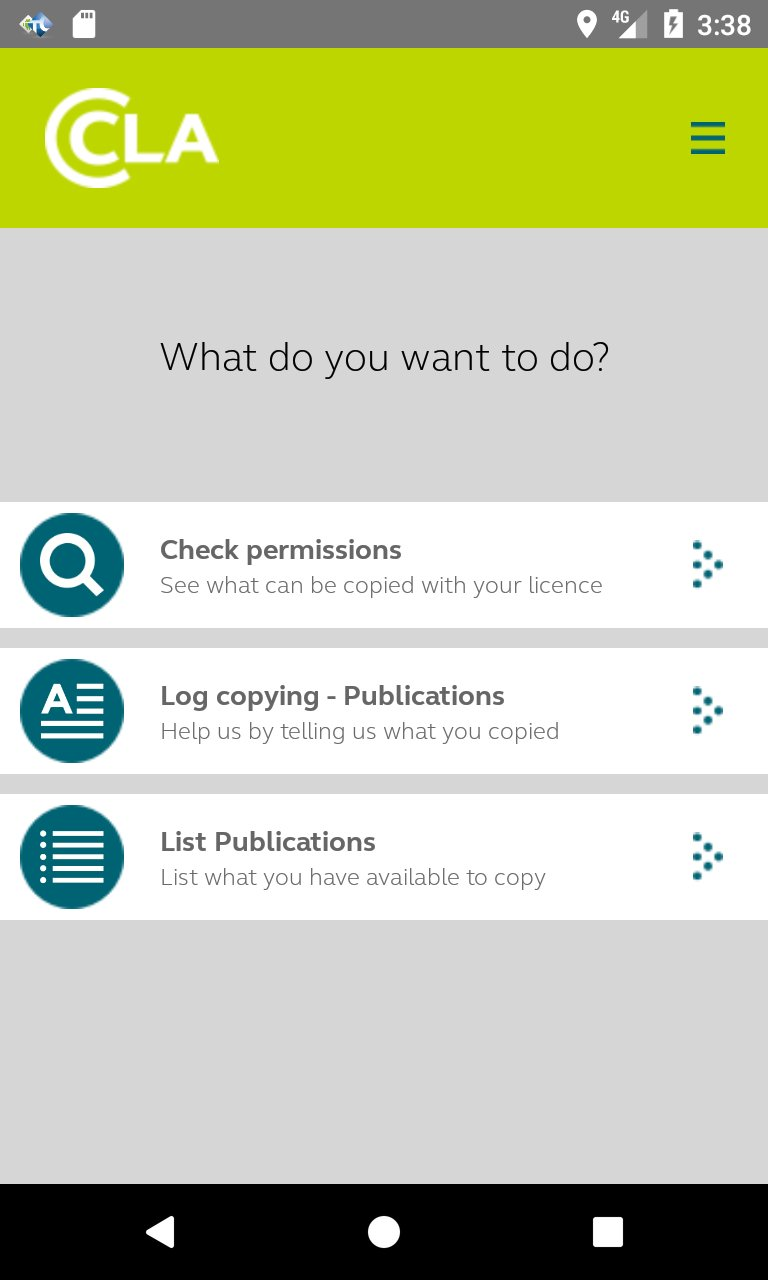 4G 3:38
CLA
What do you want to do?
Check permissions
See what can be copied with your licence
Log copying - Publications
Help us by telling us what you copied
List Publications
List what you have available to copy